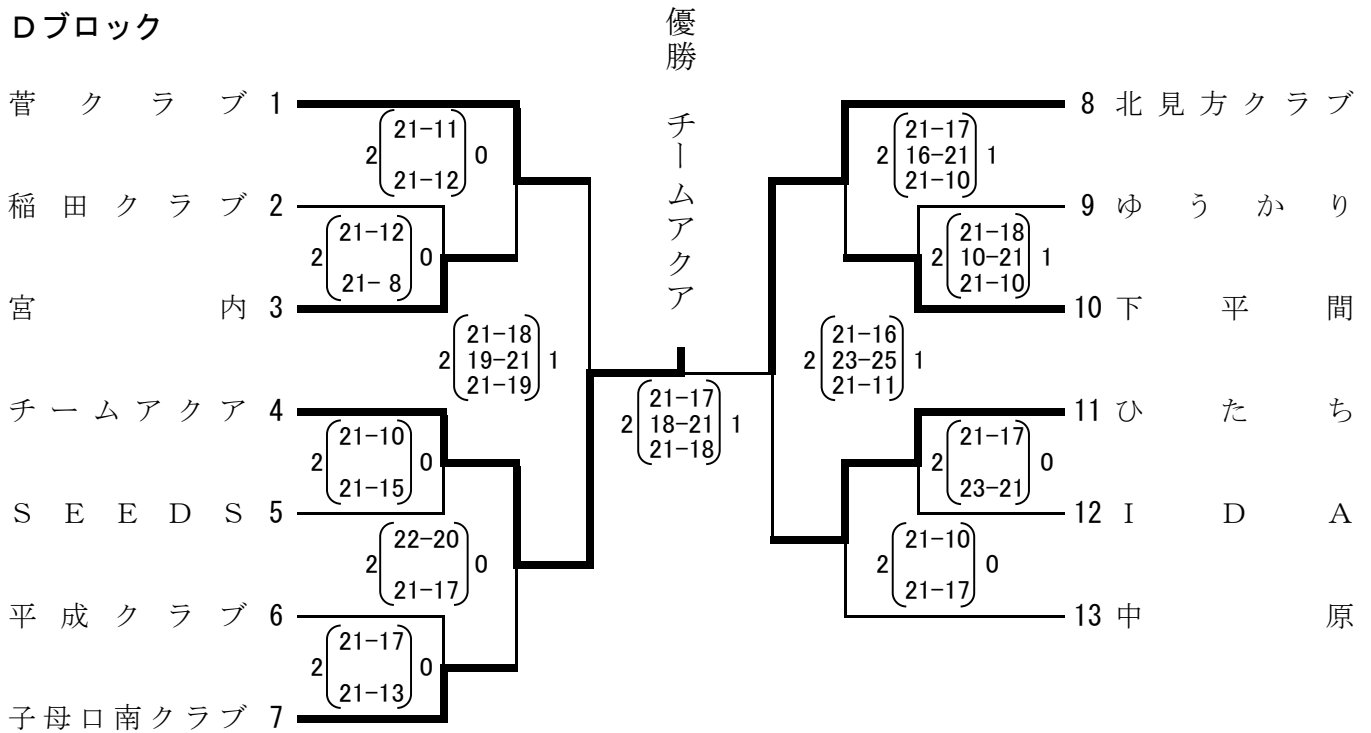 Dブロック
優勝 チームアクア
菅クラブ 1
2 21-11 0
21-12
稲田クラブ 2
2 21-12 0
21- 8
宮内 3
21-18
2 19-21 1
21-19
チームアクア 4
2 21-10 0
21-15
SEEDS 5
2 22-20 0
21-17
平成クラブ 6
2 21-17 0
21-13
子母口南クラブ 7
21-17
2 18-21 1
21-18
8 北見方クラブ
21-17
2 16-21 1
21-10
9 ゆうかり
21-18
2 10-21 1
21-10
10 下平間
21-16
2 23-25 1
21-11
11 ひたち
2 21-17 0
23-21
12 IDA
2 21-10 0
21-17
13 中原